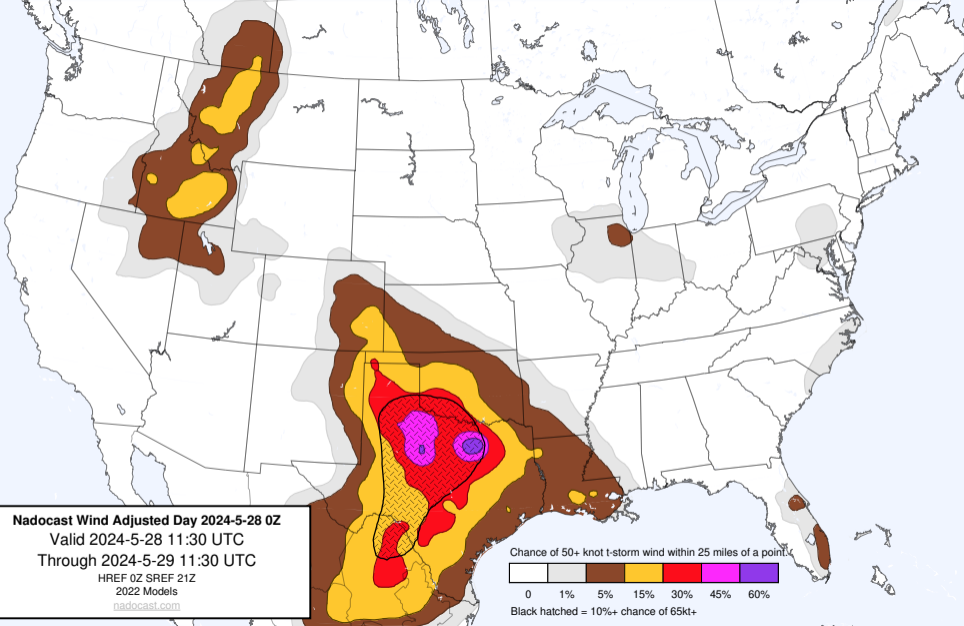 Nadocast Wind Adjusted Day 2024-5-28 0Z
Valid 2024-5-28 11:30 UTC
Through 2024-5-29 11:30 UTC
HREF 0Z SREF 21Z
2022 Models
nadocast.com
Chance of 50+ knot t-storm wind within 25 miles of a point.
0 1% 5% 15% 30% 45% 60%
Black hatched = 10%+ chance of 65kt+